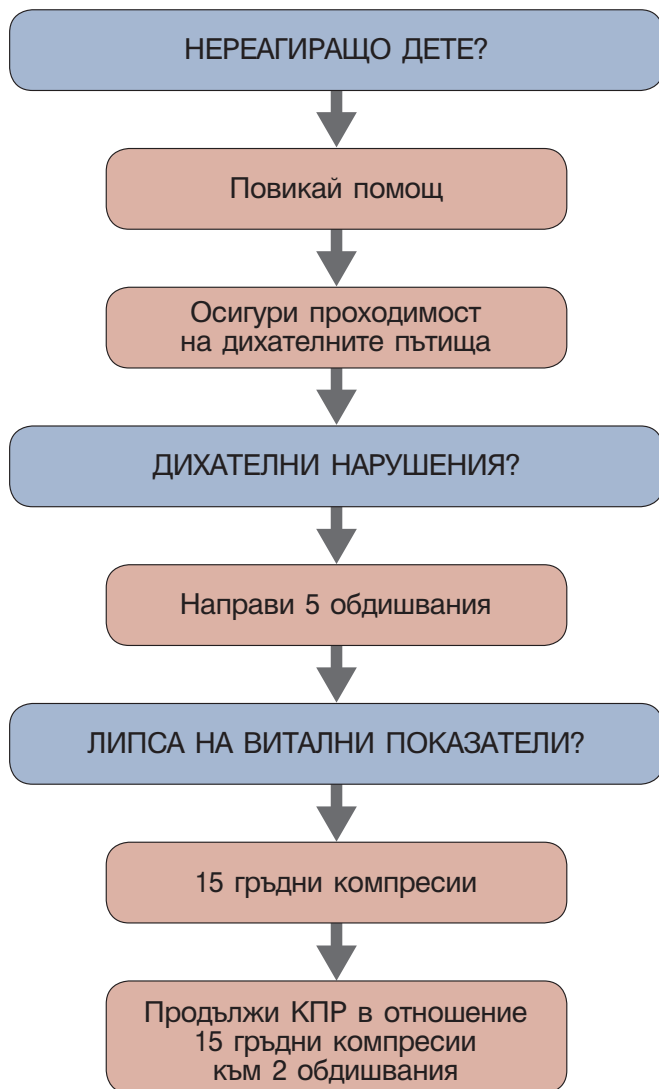 НЕРЕАГИРАЩО ДЕТЕ?
Повикай помощ
Осигури проходимост
на дихателните пътища
ДИХАТЕЛНИ НАРУШЕНИЯ?
Направи 5 обдишвания
ЛИПСА НА ВИТАЛНИ ПОКАЗАТЕЛИ?
15 гръдни компресии
Продължи КПР в отношение
15 гръдни компресии
към 2 обдишвания